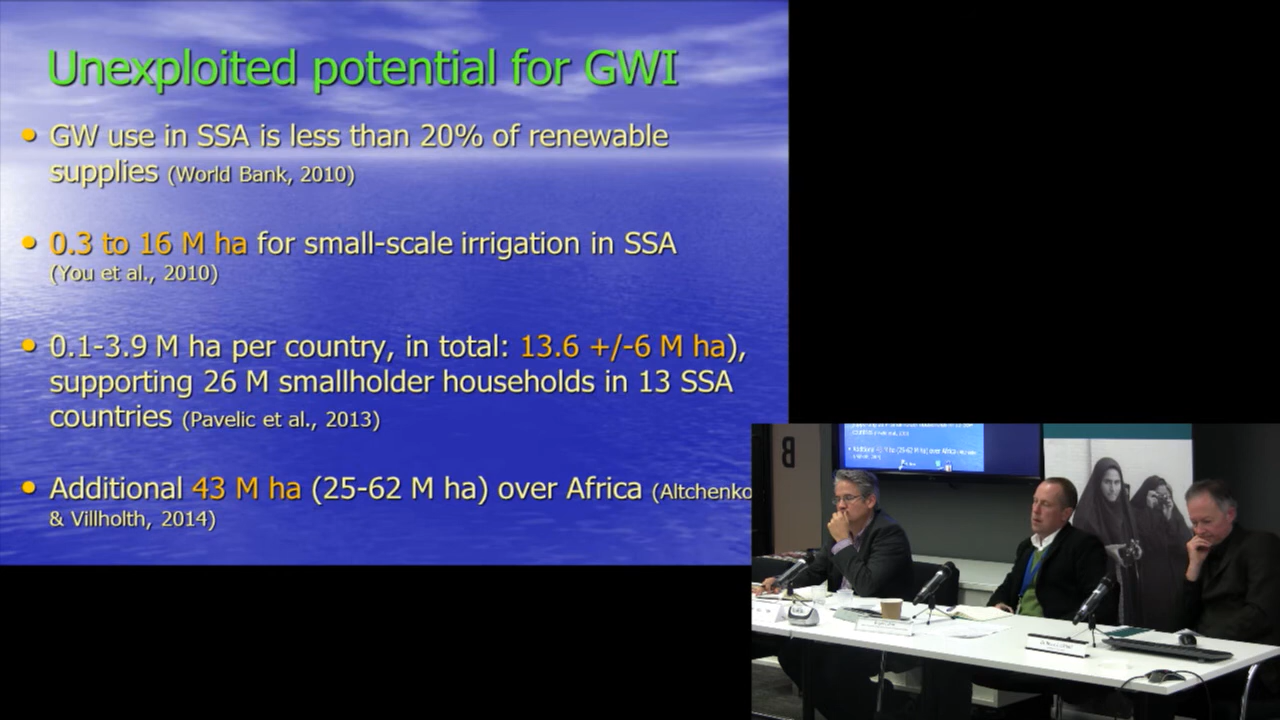 Unexploited potential for GWI
• GW use in SSA is less than 20% of renewable
supplies (World Bank, 2010)
• 0.3 to 16 M ha for small-scale irrigation in SSA
(You et al., 2010)
• 0.1-3.9 M ha per country, in total: 13.6 +/-6 M ha),
supporting 26 M smallholder households in 13 SSA
countries (Pavelic et al., 2013)
• Additional 43 M ha (25-62 M ha) over Africa (Altchenko
& Villholth, 2014)
B